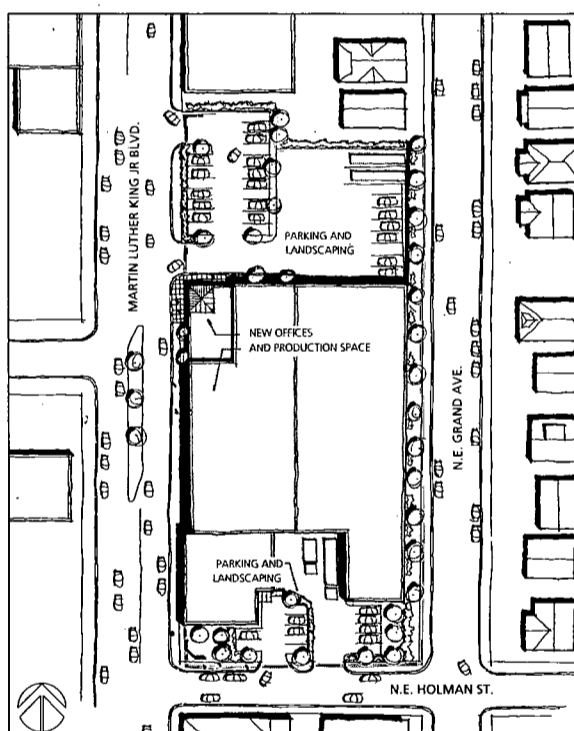 MARTIN LUTHER KING JR BLVD.
PARKING AND
LANDSCAPING
NEW OFFICES
AND PRODUCTION SPACE
N.E. GRAND AVE.
PARKING AND
LANDSCAPING
N.E. HOLMAN ST.